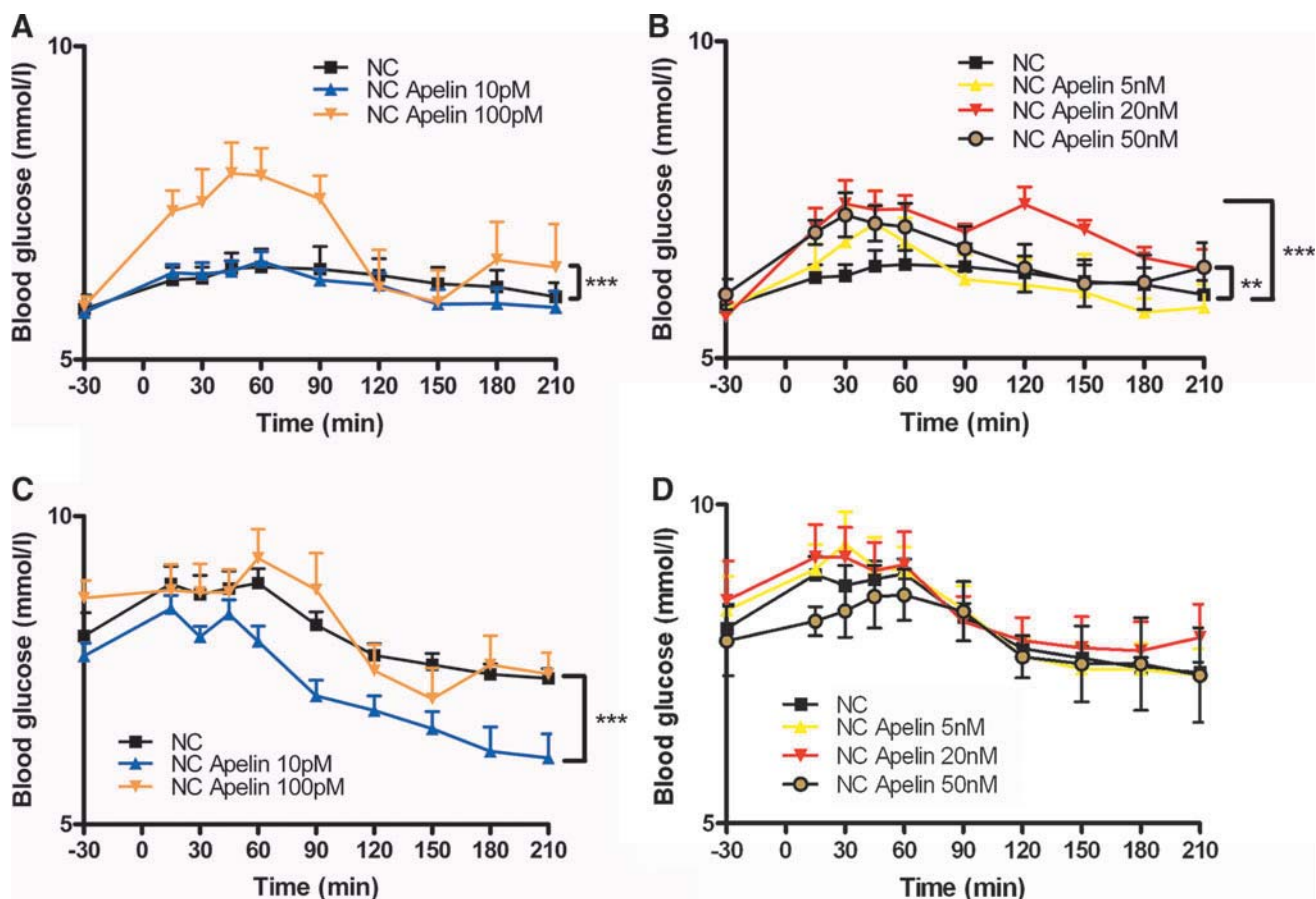 A
10
Blood glucose (mmol/l)
5
NC
NC Apelin 10pM
NC Apelin 100pM
***
-30 0 30 60 90 120 150 180 210
Time (min)
B
10
Blood glucose (mmol/l)
5
NC
NC Apelin 5nM
NC Apelin 20nM
NC Apelin 50nM
***
**
-30 0 30 60 90 120 150 180 210
Time (min)
C
10
Blood glucose (mmol/l)
5
NC
NC Apelin 10pM
NC Apelin 100pM
***
-30 0 30 60 90 120 150 180 210
Time (min)
D
10
Blood glucose (mmol/l)
5
NC
NC Apelin 5nM
NC Apelin 20nM
NC Apelin 50nM
-30 0 30 60 90 120 150 180 210
Time (min)